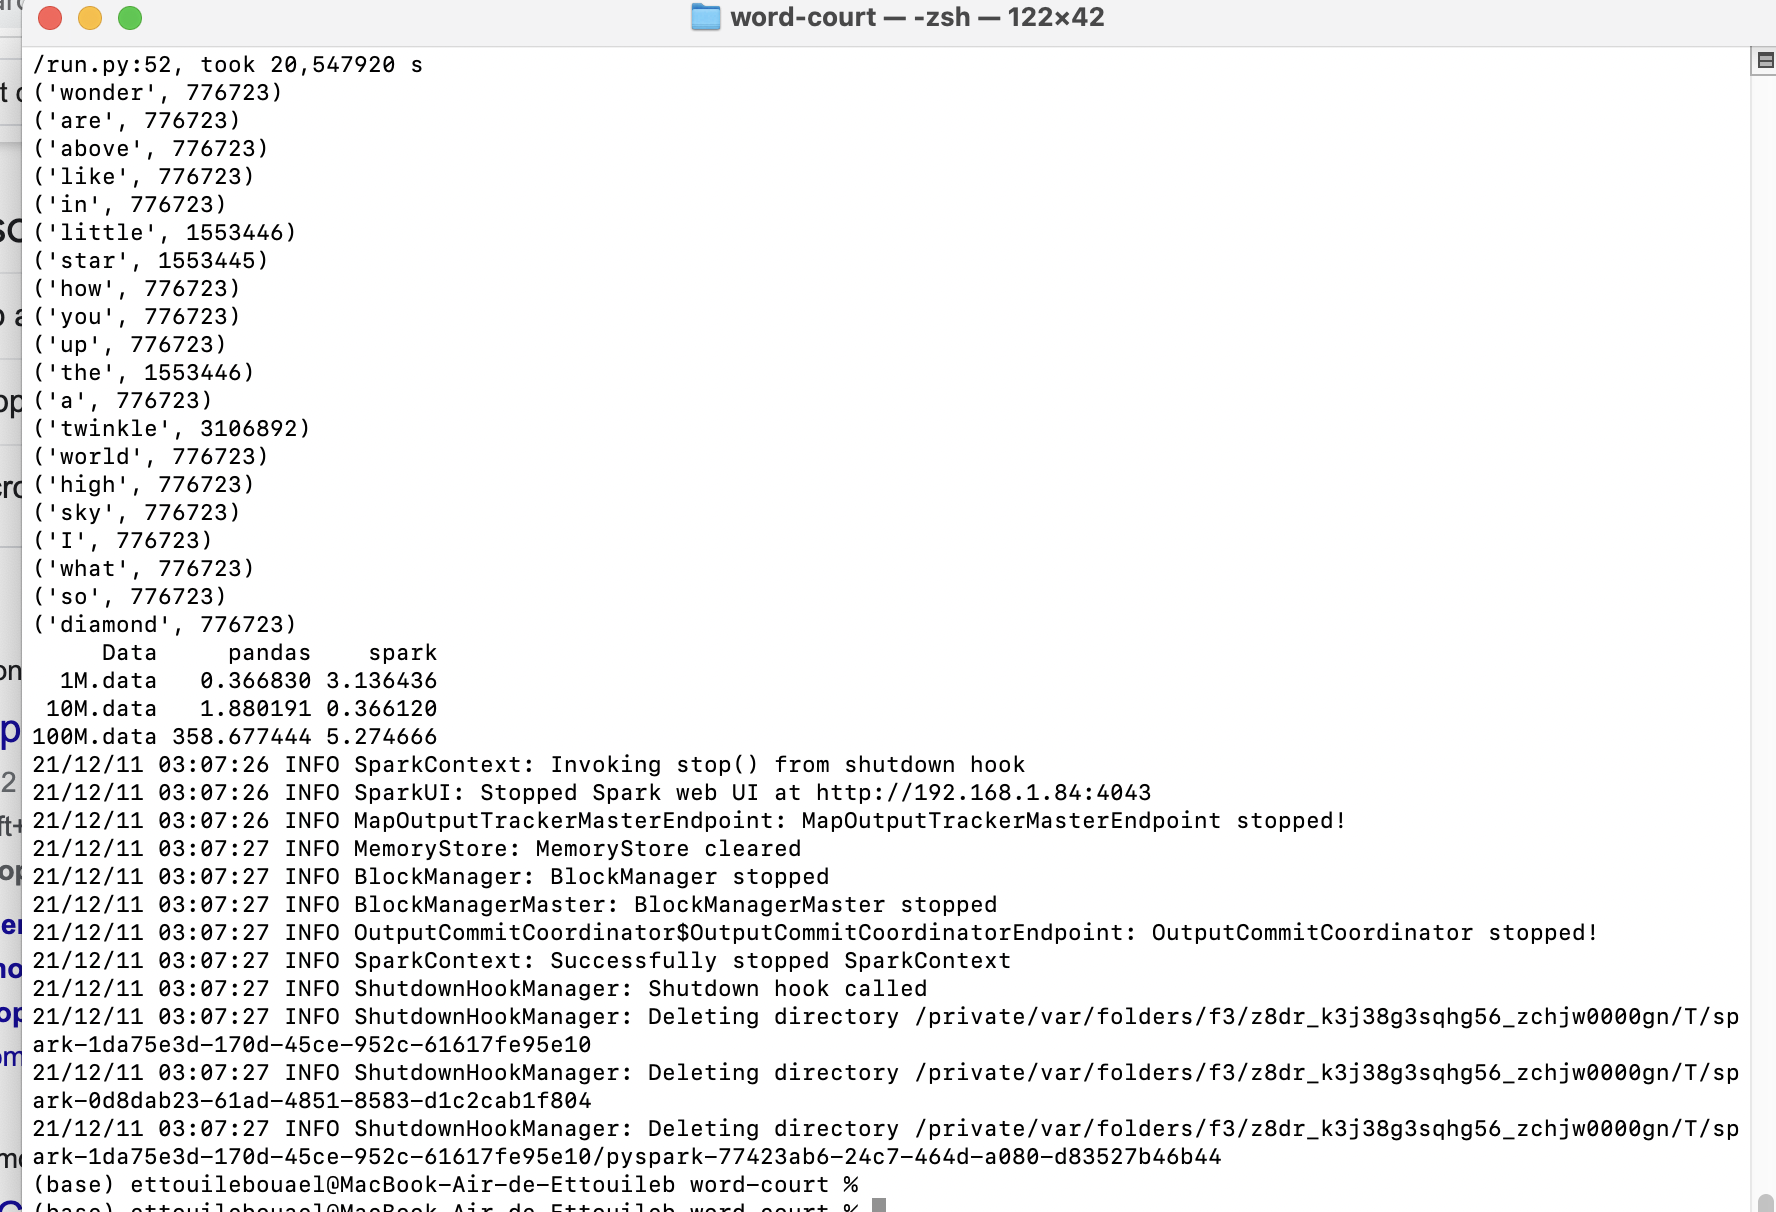 word-court — -zsh — 122×42
/run.py:52, took 20,547920 s
('wonder', 776723)
('are', 776723)
('above', 776723)
('like', 776723)
('in', 776723)
('little', 1553446)
('star', 1553445)
('how', 776723)
('you', 776723)
('up', 776723)
('the', 1553446)
('a', 776723)
('twinkle', 3106892)
('world', 776723)
('high', 776723)
('sky', 776723)
('I', 776723)
('what', 776723)
('so', 776723)
('diamond', 776723)
     Data     pandas    spark
  1M.data   0.366830 3.136436
 10M.data   1.880191 0.366120
100M.data 358.677444 5.274666
21/12/11 03:07:26 INFO SparkContext: Invoking stop() from shutdown hook
21/12/11 03:07:26 INFO SparkUI: Stopped Spark web UI at http://192.168.1.84:4043
21/12/11 03:07:26 INFO MapOutputTrackerMasterEndpoint: MapOutputTrackerMasterEndpoint stopped!
21/12/11 03:07:27 INFO MemoryStore: MemoryStore cleared
21/12/11 03:07:27 INFO BlockManager: BlockManager stopped
21/12/11 03:07:27 INFO BlockManagerMaster: BlockManagerMaster stopped
21/12/11 03:07:27 INFO OutputCommitCoordinator$OutputCommitCoordinatorEndpoint: OutputCommitCoordinator stopped!
21/12/11 03:07:27 INFO SparkContext: Successfully stopped SparkContext
21/12/11 03:07:27 INFO ShutdownHookManager: Shutdown hook called
21/12/11 03:07:27 INFO ShutdownHookManager: Deleting directory /private/var/folders/f3/z8dr_k3j38g3sqhg56_zchjw0000gn/T/sp
ark-1da75e3d-170d-45ce-952c-61617fe95e10
21/12/11 03:07:27 INFO ShutdownHookManager: Deleting directory /private/var/folders/f3/z8dr_k3j38g3sqhg56_zchjw0000gn/T/sp
ark-0d8dab23-61ad-4851-8583-d1c2cab1f804
21/12/11 03:07:27 INFO ShutdownHookManager: Deleting directory /private/var/folders/f3/z8dr_k3j38g3sqhg56_zchjw0000gn/T/sp
ark-1da75e3d-170d-45ce-952c-61617fe95e10/pyspark-77423ab6-24c7-464d-a080-d83527b46b44
(base) ettouilebouael@MacBook-Air-de-Ettouileb word-court %
(base) ettouilebouael@MacBook-Air-de-Ettouileb word-court %